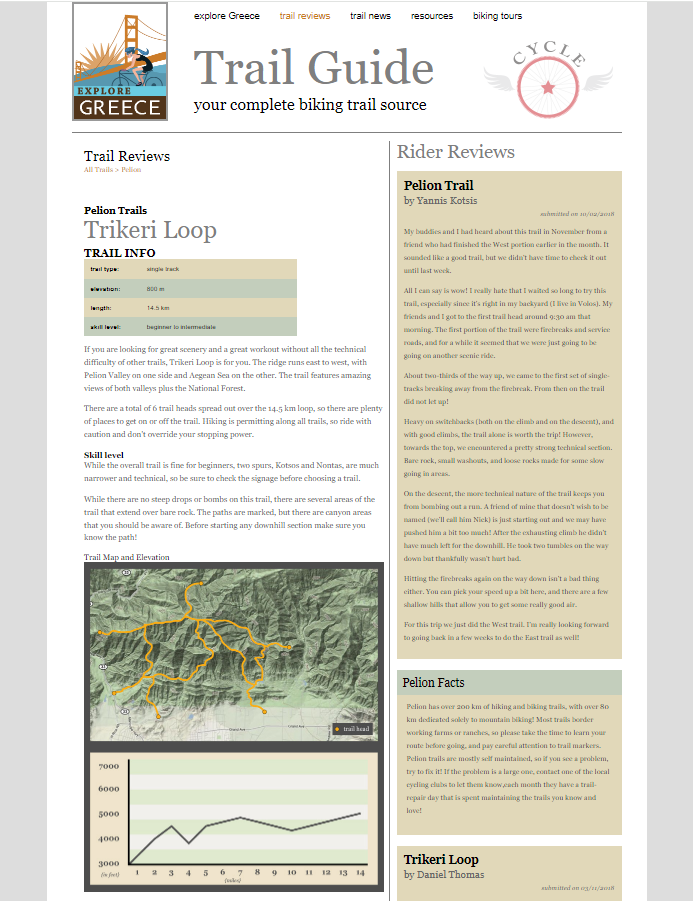 explore Greece trail reviews trail news resources biking tours
EXPLORE
GREECE
Trail Guide
your complete biking trail source
CYCLE
Trail Reviews
All Trails > Pelion
Pelion Trails
Trikeri Loop
TRAIL INFO
trail type: single track
elevation: 800 m
length: 14.5 km
skill level: beginner to intermediate
If you are looking for great scenery and a great workout without all the technical
difficulty of other trails, Trikeri Loop is for you. The ridge runs east to west, with
Pelion Valley on one side and Aegean Sea on the other. The trail features amazing
views of both valleys plus the National Forest.
There are a total of 6 trail heads spread out over the 14.5 km loop, so there are plenty
of places to get on or off the trail. Hiking is permitting along all trails, so ride with
caution and don't override your stopping power.
Skill level
While the overall trail is fine for beginners, two spurs, Kotsos and Nontas, are much
narrower and technical, so be sure to check the signage before choosing a trail.
While there are no steep drops or bombs on this trail, there are several areas of the
trail that extend over bare rock. The paths are marked, but there are canyon areas
that you should be aware of. Before starting any downhill section make sure you
know the path!
Trail Map and Elevation
trail head
7000
6000
5000
4000
3000
(in feet)
1 2 3 4 5 6 7 8 9 10 11 12 13 14
(miles)
Rider Reviews
Pelion Trail
by Yannis Kotsis
submitted on 10/02/2018
My buddies and I had heard about this trail in November from a
friend who had finished the West portion earlier in the month. It
sounded like a good trail, but we didn't have time to check it out
until last week.
All I can say is wow! I really hate that I waited so long to try this
trail, especially since it's right in my backyard (I live in Volos). My
friends and I got to the first trail head around 9:30 am that
morning. The first portion of the trail were firebreaks and service
roads, and for a while it seemed that we were just going to be
going on another scenic ride.
About two-thirds of the way up, we came to the first set of single-
tracks breaking away from the firebreak. From then on the trail
did not let up!
Heavy on switchbacks (both on the climb and on the descent), and
with good climbs, the trail alone is worth the trip! However,
towards the top, we encountered a pretty strong technical section.
Bare rock, small washouts, and loose rocks made for some slow
going in areas.
On the descent, the more technical nature of the trail keeps you
from bombing out a run. A friend of mine that doesn't wish to be
named (we'll call him Nick) is just starting out and we may have
pushed him a bit too much! After the exhausting climb he didn't
have much left for the downhill. He took two tumbles on the way
down but thankfully wasn't hurt bad.
Hitting the firebreaks again on the way down isn't a bad thing
either. You can pick your speed up a bit here, and there are a few
shallow hills that allow you to get some really good air.
For this trip we just did the West trail. I'm really looking forward
to going back in a few weeks to do the East trail as well!
Pelion Facts
Pelion has over 200 km of hiking and biking trails, with over 80
km dedicated solely to mountain biking! Most trails border
working farms or ranches, so please take the time to learn your
route before going, and pay careful attention to trail markers.
Pelion trails are mostly self maintained, so if you see a problem,
try to fix it! If the problem is a large one, contact one of the local
cycling clubs to let them know,each month they have a trail-
repair day that is spent maintaining the trails you know and
love!
Trikeri Loop
by Daniel Thomas
submitted on 03/11/2018